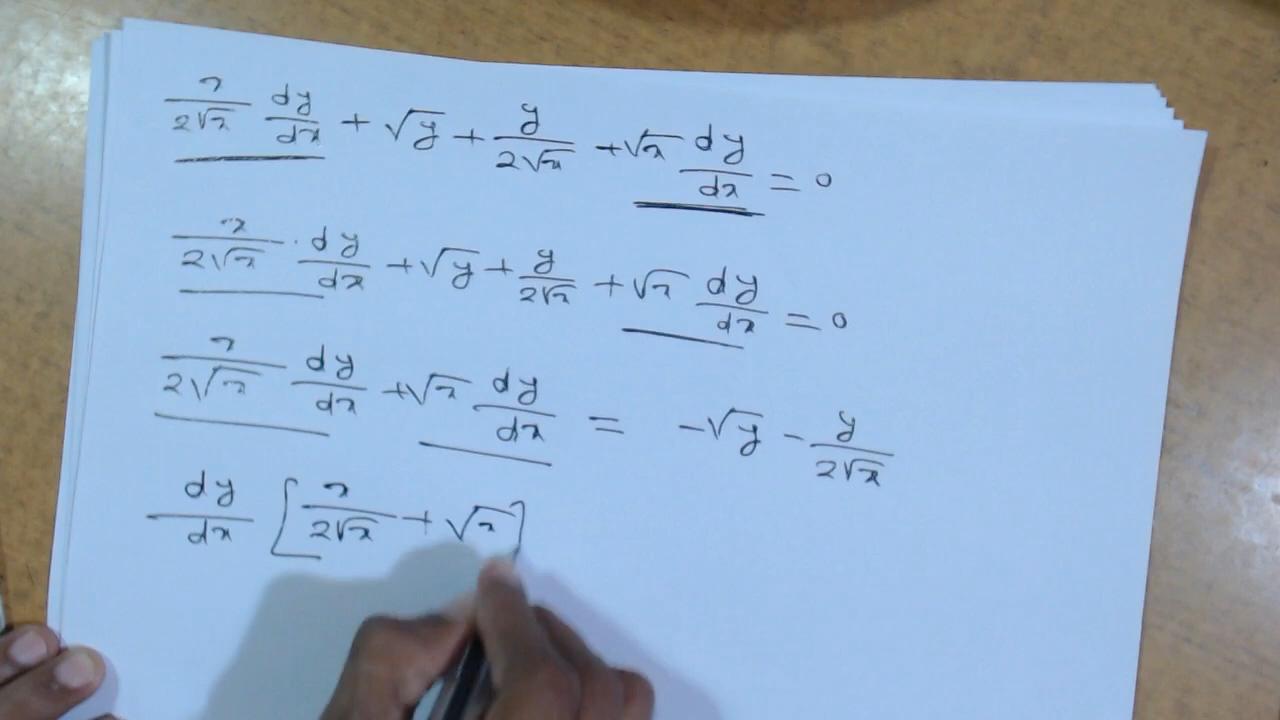 x/2√x dy/dx + √y + y/2√x + √x dy/dx = 0
x/2√x · dy/dx + √y + y/2√x + √x dy/dx = 0
x/2√x dy/dx + √x dy/dx = -√y - y/2√x
dy/dx [x/2√x + √x]